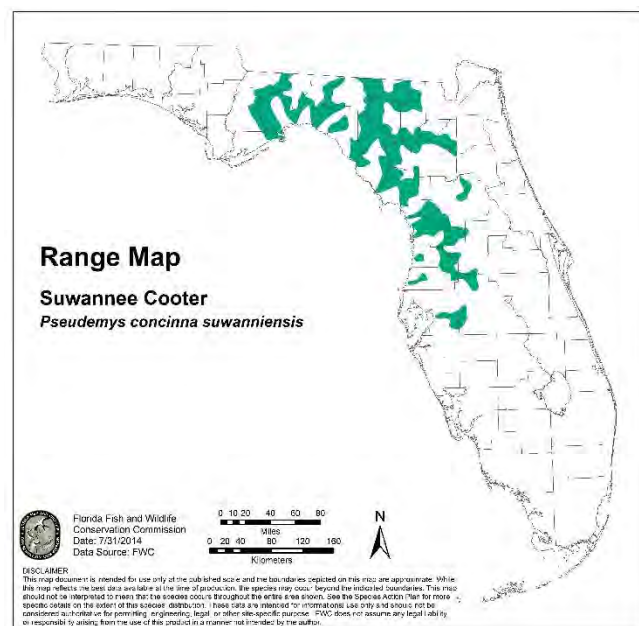 Range Map
Suwannee Cooter
Pseudemys concinna suwanniensis
Florida Fish and Wildlife
Conservation Commission
Date: 7/31/2014
Data Source: FWC
0 10 20 40 60 80
Miles
0 20 40 80 120 160
Kilometers
N
DISCLAIMER
This map document is intended for use only at the published scale and the boundaries depicted on this map are approximate. While
this map reflects the best data available at the time of production, the species may occur beyond the indicated boundaries. This map
should not be interpreted to mean that the species occurs throughout the entire area shown. See the Species Action Plan for more
specific details on the extent of this species' distribution. These data are intended for informational use only and should not be
considered authoritative for permitting, engineering, legal, or other site-specific purpose. FWC does not assume any legal liability
or responsibility arising from the use of this product in a manner not intended by the author.